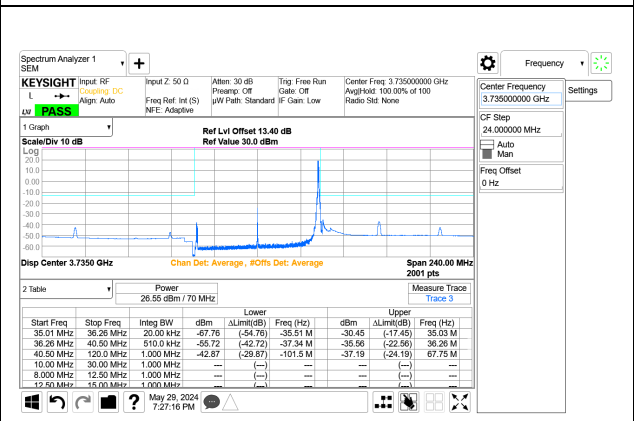 Spectrum Analyzer 1
SEM
Frequency
KEYSIGHT Input: RF Input Z: 50 Ω Atten: 30 dB Trig: Free Run Center Freq: 3.735000000 GHz
Coupling: DC Preamp: Off Gate: Off Avg|Hold: 100.00% of 100
L Align: Auto Freq Ref: Int (S) µW Path: Standard IF Gain: Low Radio Std: None
LXI PASS NFE: Adaptive
Center Frequency
3.735000000 GHz
Settings
CF Step
24.000000 MHz
Auto
Man
Freq Offset
0 Hz
1 Graph
Ref Lvl Offset 13.40 dB
Scale/Div 10 dB Ref Value 30.0 dBm
Log
20.0
10.0
0.00
-10.0
-20.0
-30.0
-40.0
-50.0
-60.0
Disp Center 3.7350 GHz Chan Det: Average , #Offs Det: Average Span 240.00 MHz
2001 pts
2 Table Power Measure Trace
26.55 dBm / 70 MHz Trace 3
Lower Upper
Start Freq Stop Freq Integ BW dBm ΔLimit(dB) Freq (Hz) dBm ΔLimit(dB) Freq (Hz)
35.01 MHz 36.26 MHz 20.00 kHz -67.76 (-54.76) -35.51 M -30.45 (-17.45) 35.03 M
36.26 MHz 40.50 MHz 510.0 kHz -55.72 (-42.72) -37.34 M -35.56 (-22.56) 36.26 M
40.50 MHz 120.0 MHz 1.000 MHz -42.87 (-29.87) -101.5 M -37.19 (-24.19) 67.75 M
10.00 MHz 30.00 MHz 1.000 MHz --- (---) --- --- (---) ---
8.000 MHz 12.50 MHz 1.000 MHz --- (---) --- --- (---) ---
12.50 MHz 15.00 MHz 1.000 MHz --- (---) --- --- (---) ---
? May 29, 2024
7:27:16 PM